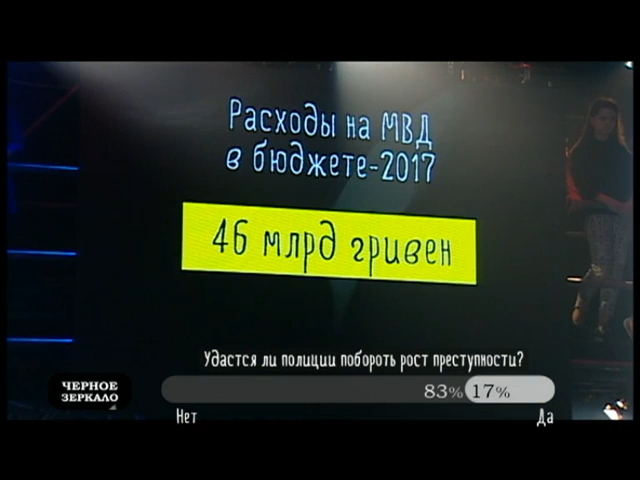 Расходы на МВД
в бюджете-2017
46 млрд гривен
Удастся ли полиции побороть рост преступности?
83% 17%
Нет Да
ЧЕРНОЕ
ЗЕРКАЛО